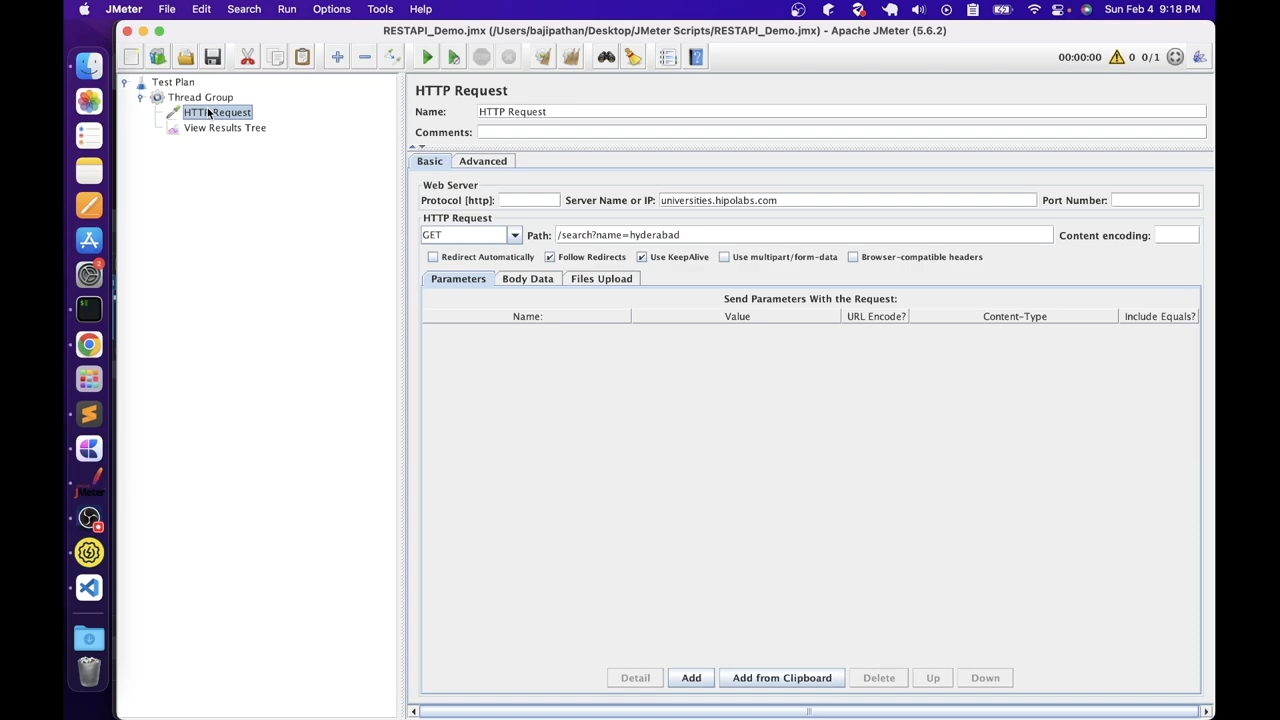 JMeter File Edit Search Run Options Tools Help Sun Feb 4 9:18 PM
RESTAPI_Demo.jmx (/Users/bajipathan/Desktop/JMeter Scripts/RESTAPI_Demo.jmx) - Apache JMeter (5.6.2)
00:00:00 0 0/1
Test Plan
Thread Group
HTTP Request
View Results Tree
HTTP Request
Name: HTTP Request
Comments:
Basic Advanced
Web Server
Protocol [http]: Server Name or IP: universities.hipolabs.com Port Number:
HTTP Request
GET Path: /search?name=hyderabad Content encoding:
Redirect Automatically Follow Redirects Use KeepAlive Use multipart/form-data Browser-compatible headers
Parameters Body Data Files Upload
Send Parameters With the Request:
Name: Value URL Encode? Content-Type Include Equals?
Detail Add Add from Clipboard Delete Up Down
2
JMeter